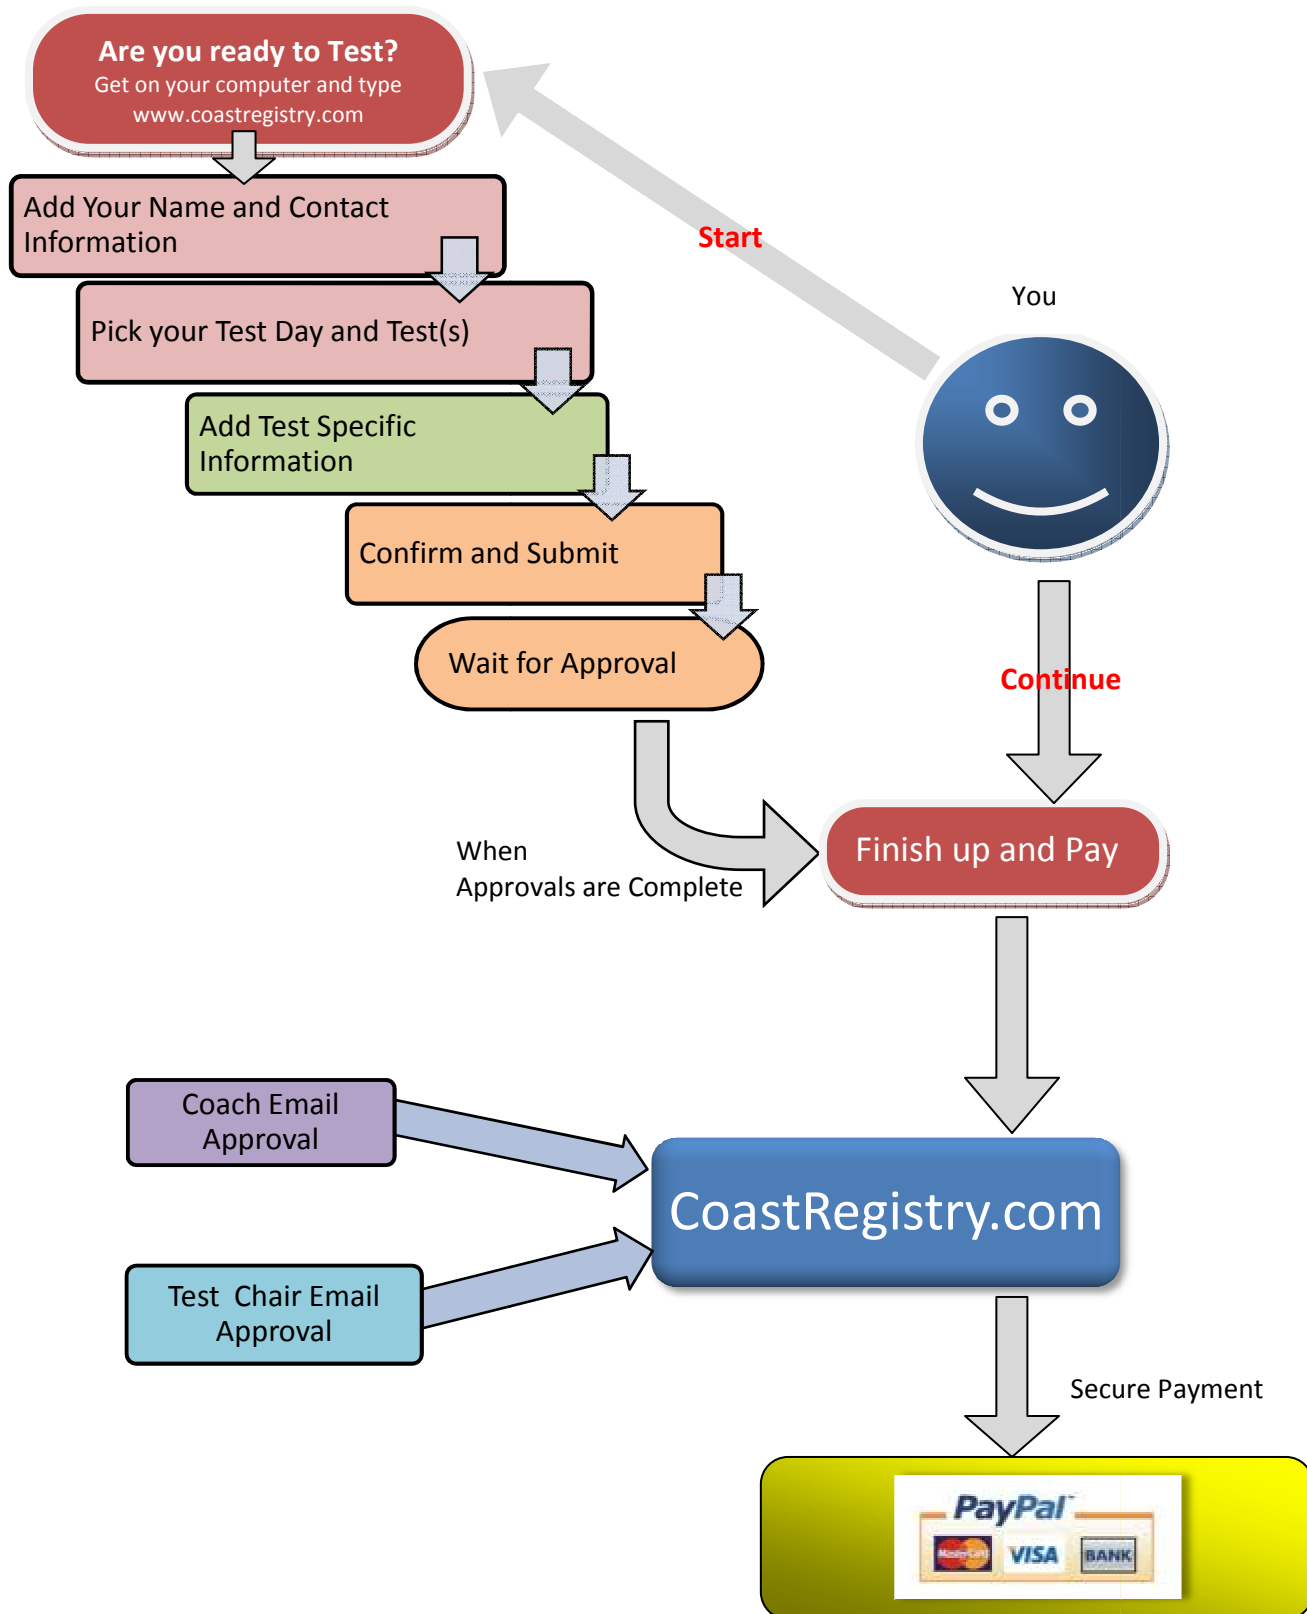 Are you ready to Test?
Get on your computer and type
www.coastregistry.com
Add Your Name and Contact
Information
Start
Pick your Test Day and Test(s)
You
Add Test Specific
Information
Confirm and Submit
Wait for Approval
Continue
When
Approvals are Complete
Finish up and Pay
Coach Email
Approval
CoastRegistry.com
Test  Chair Email
Approval
Secure Payment
PayPal™
MasterCard
VISA
BANK